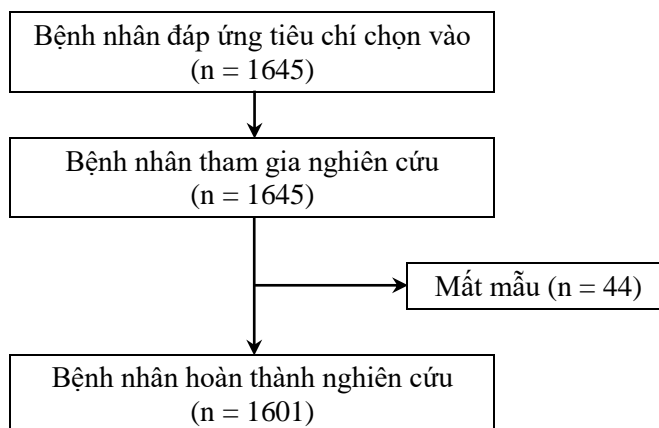 Bệnh nhân đáp ứng tiêu chí chọn vào
(n = 1645)
Bệnh nhân tham gia nghiên cứu
(n = 1645)
Mất mẫu (n = 44)
Bệnh nhân hoàn thành nghiên cứu
(n = 1601)